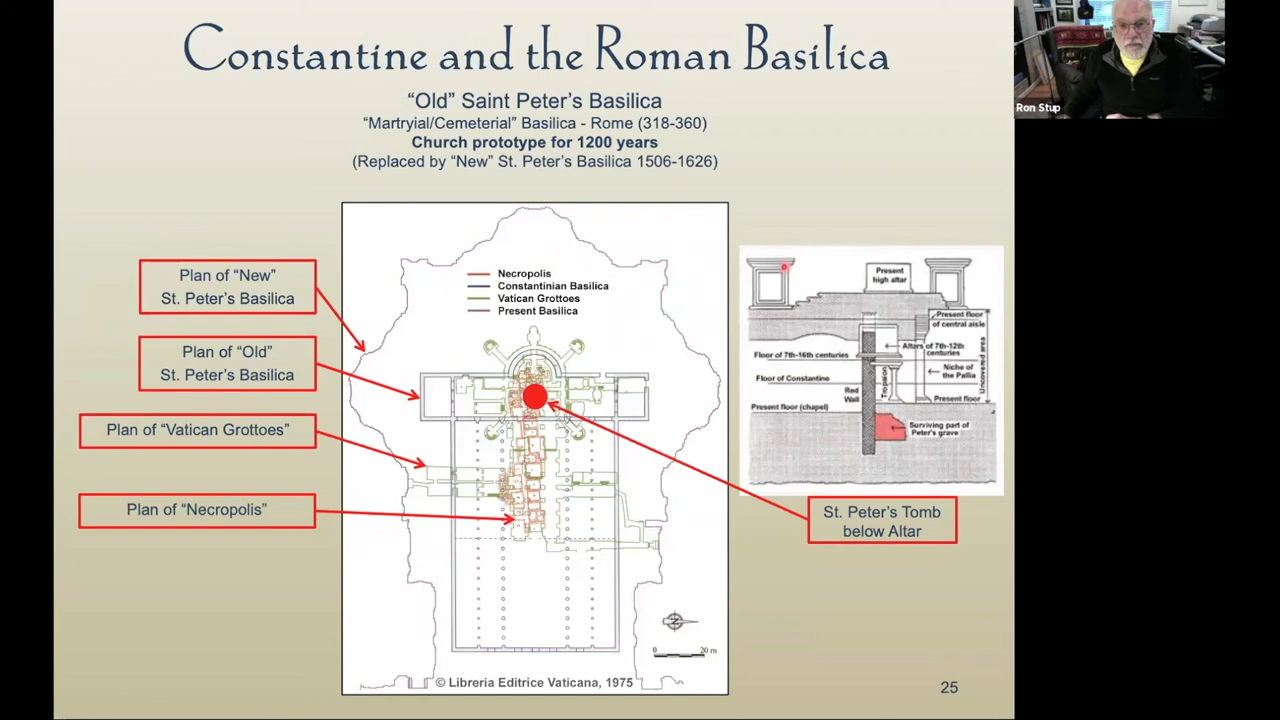 Constantine and the Roman Basilica
“Old” Saint Peter’s Basilica
“Martryial/Cemeterial” Basilica - Rome (318-360)
Church prototype for 1200 years
(Replaced by “New” St. Peter’s Basilica 1506-1626)
Plan of “New”
St. Peter’s Basilica
Plan of “Old”
St. Peter’s Basilica
Plan of “Vatican Grottoes”
Plan of “Necropolis”
Necropolis
Constantinian Basilica
Vatican Grottoes
Present Basilica
N
0 20 m
© Libreria Editrice Vaticana, 1975
Present
high altar
Present floor
of central aisle
Altars of 7th-12th
centuries
Floor of 7th-16th centuries
Niche of
the Pallia
Uncovered area
Floor of Constantine
Tropaion
Red
Wall
Present floor (chapel)
Present floor
Surviving part of
Peter's grave
St. Peter’s Tomb
below Altar
25
Ron Stup